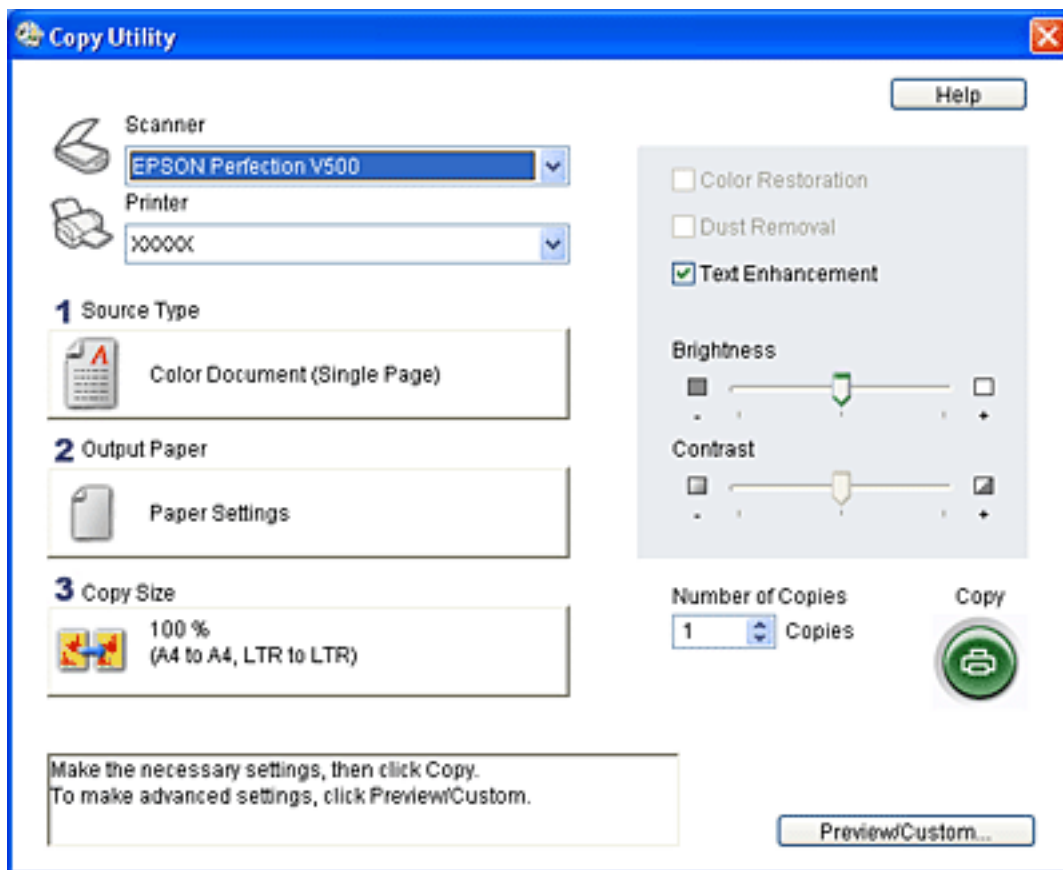 Copy Utility
Help
Scanner
EPSON Perfection V500
Printer
XXXXX
Color Restoration
Dust Removal
Text Enhancement
1 Source Type
Color Document (Single Page)
Brightness
- +
2 Output Paper
Contrast
Paper Settings
- +
3 Copy Size
100 %
(A4 to A4, LTR to LTR)
Number of Copies
1 Copies
Copy
Make the necessary settings, then click Copy.
To make advanced settings, click Preview/Custom.
Preview/Custom...